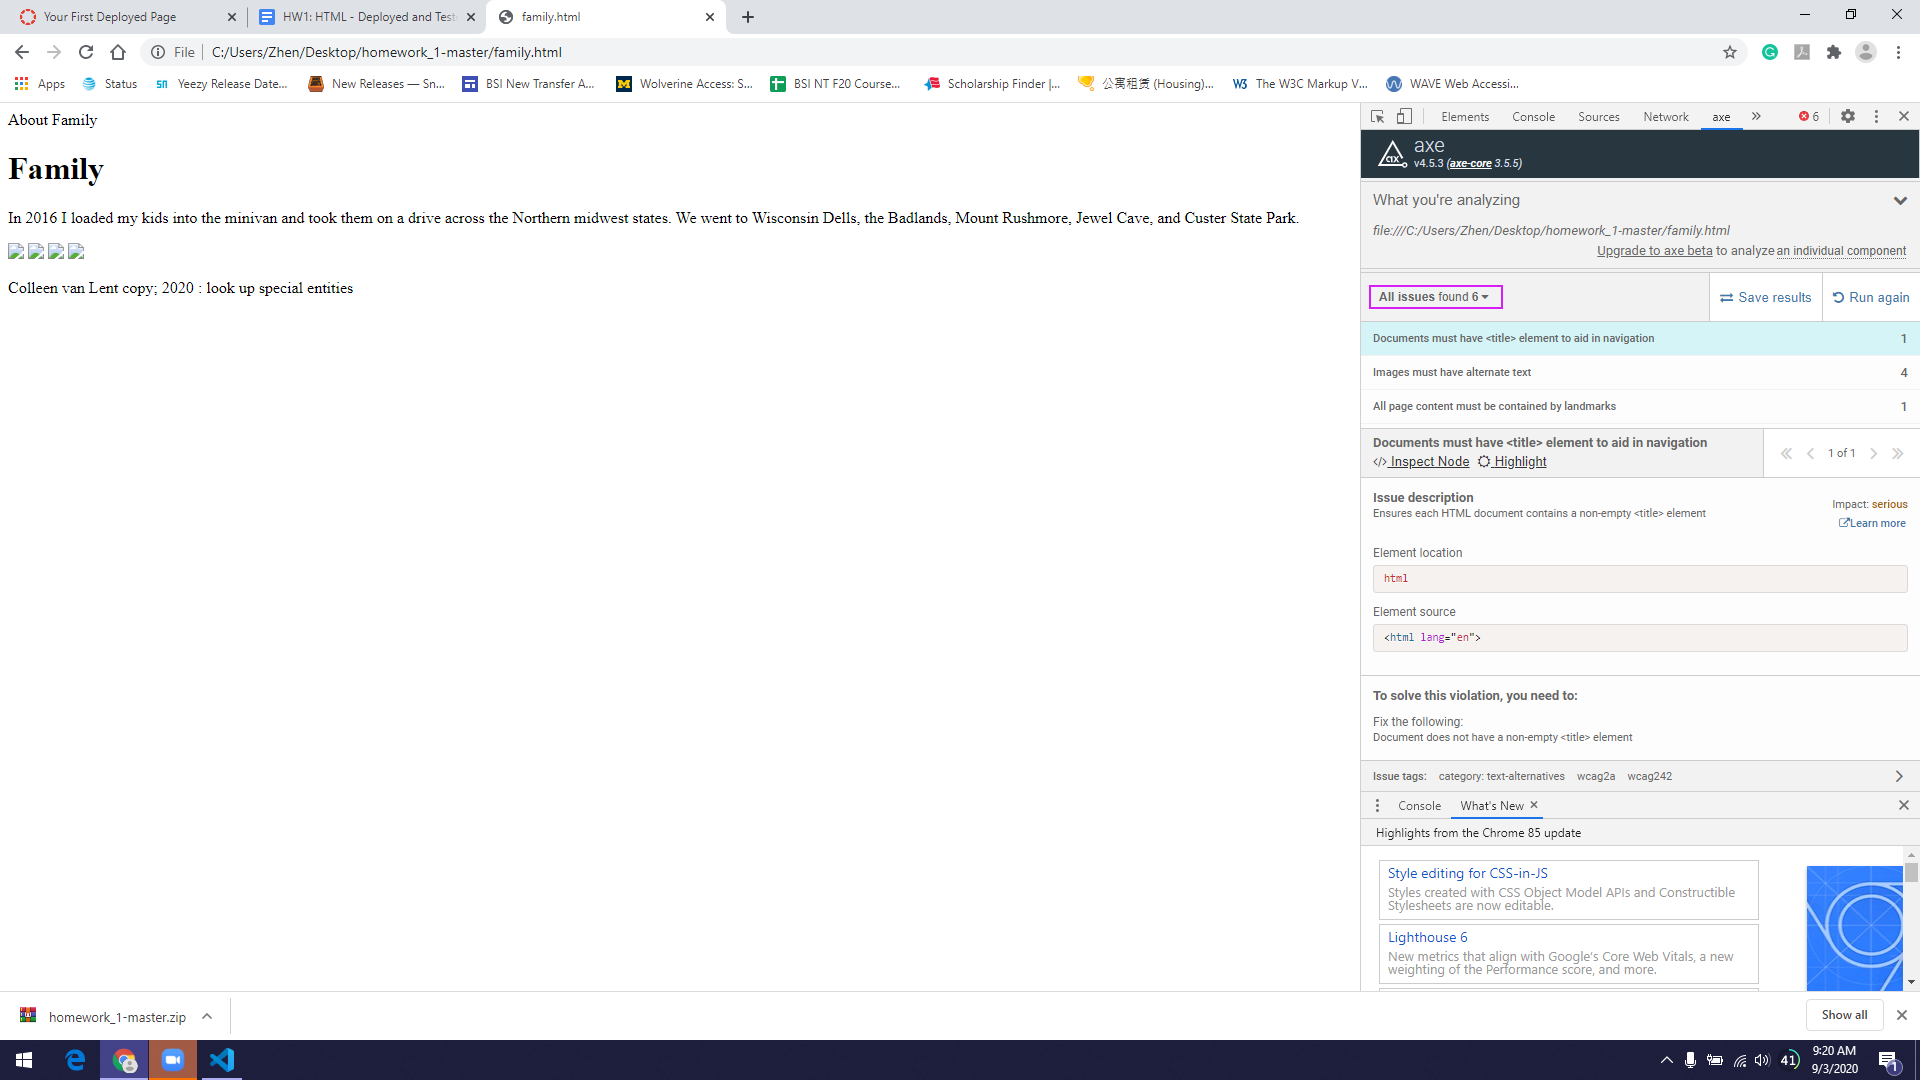 Your First Deployed Page
HW1: HTML - Deployed and Test
family.html
File
C:/Users/Zhen/Desktop/homework_1-master/family.html
Apps
Status
Yeezy Release Date...
New Releases — Sn...
BSI New Transfer A...
Wolverine Access: S...
BSI NT F20 Course...
Scholarship Finder |...
公寓租赁 (Housing)...
The W3C Markup V...
WAVE Web Accessi...
About Family
Family
In 2016 I loaded my kids into the minivan and took them on a drive across the Northern midwest states. We went to Wisconsin Dells, the Badlands, Mount Rushmore, Jewel Cave, and Custer State Park.
Colleen van Lent copy; 2020 : look up special entities
Elements
Console
Sources
Network
axe
6
axe
v4.5.3 (axe-core 3.5.5)
What you're analyzing
file:///C:/Users/Zhen/Desktop/homework_1-master/family.html
Upgrade to axe beta to analyze an individual component
All issues found 6
Save results
Run again
Documents must have <title> element to aid in navigation 1
Images must have alternate text 4
All page content must be contained by landmarks 1
Documents must have <title> element to aid in navigation
</> Inspect Node Highlight
1 of 1
Issue description
Ensures each HTML document contains a non-empty <title> element
Impact: serious
Learn more
Element location
html
Element source
<html lang="en">
To solve this violation, you need to:
Fix the following:
Document does not have a non-empty <title> element
Issue tags: category: text-alternatives wcag2a wcag242
Console
What's New
Highlights from the Chrome 85 update
Style editing for CSS-in-JS
Styles created with CSS Object Model APIs and Constructible
Stylesheets are now editable.
Lighthouse 6
New metrics that align with Google's Core Web Vitals, a new
weighting of the Performance score, and more.
homework_1-master.zip
Show all
41
9:20 AM
9/3/2020
1